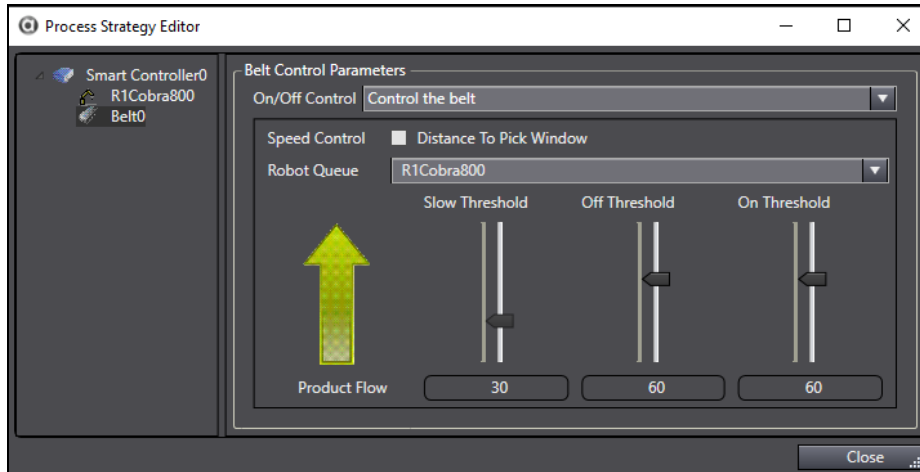 Process Strategy Editor
Smart Controller0
R1Cobra800
Belt0
Belt Control Parameters
On/Off Control Control the belt
Speed Control Distance To Pick Window
Robot Queue R1Cobra800
Slow Threshold Off Threshold On Threshold
Product Flow 30 60 60
Close